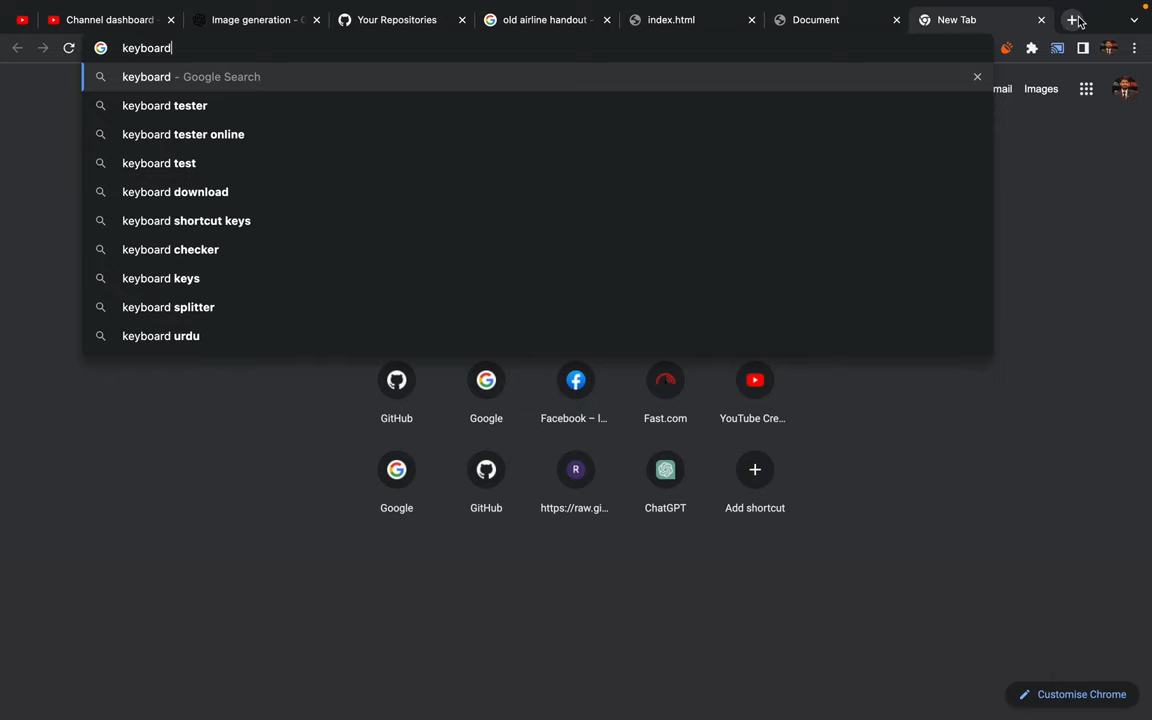 Channel dashboard
Image generation - C
Your Repositories
old airline handout -
index.html
Document
New Tab
keyboard
keyboard - Google Search
keyboard tester
keyboard tester online
keyboard test
keyboard download
keyboard shortcut keys
keyboard checker
keyboard keys
keyboard splitter
keyboard urdu
mail Images
GitHub
Google
Facebook – l...
Fast.com
YouTube Cre...
R
Google
GitHub
https://raw.gi...
ChatGPT
Add shortcut
Customise Chrome